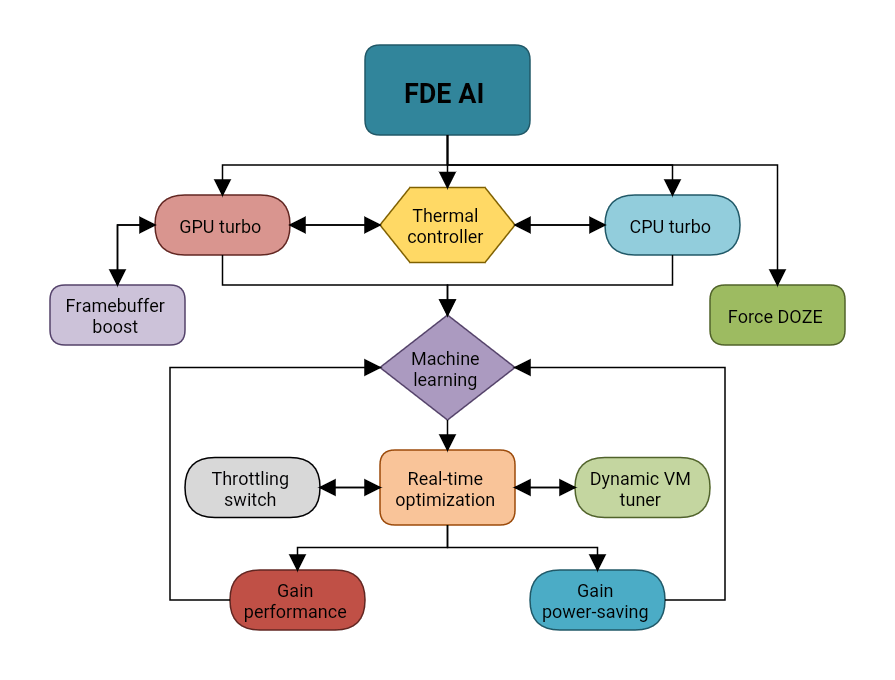 FDE AI
GPU turbo
Thermal
controller
CPU turbo
Framebuffer
boost
Force DOZE
Machine
learning
Throttling
switch
Real-time
optimization
Dynamic VM
tuner
Gain
performance
Gain
power-saving